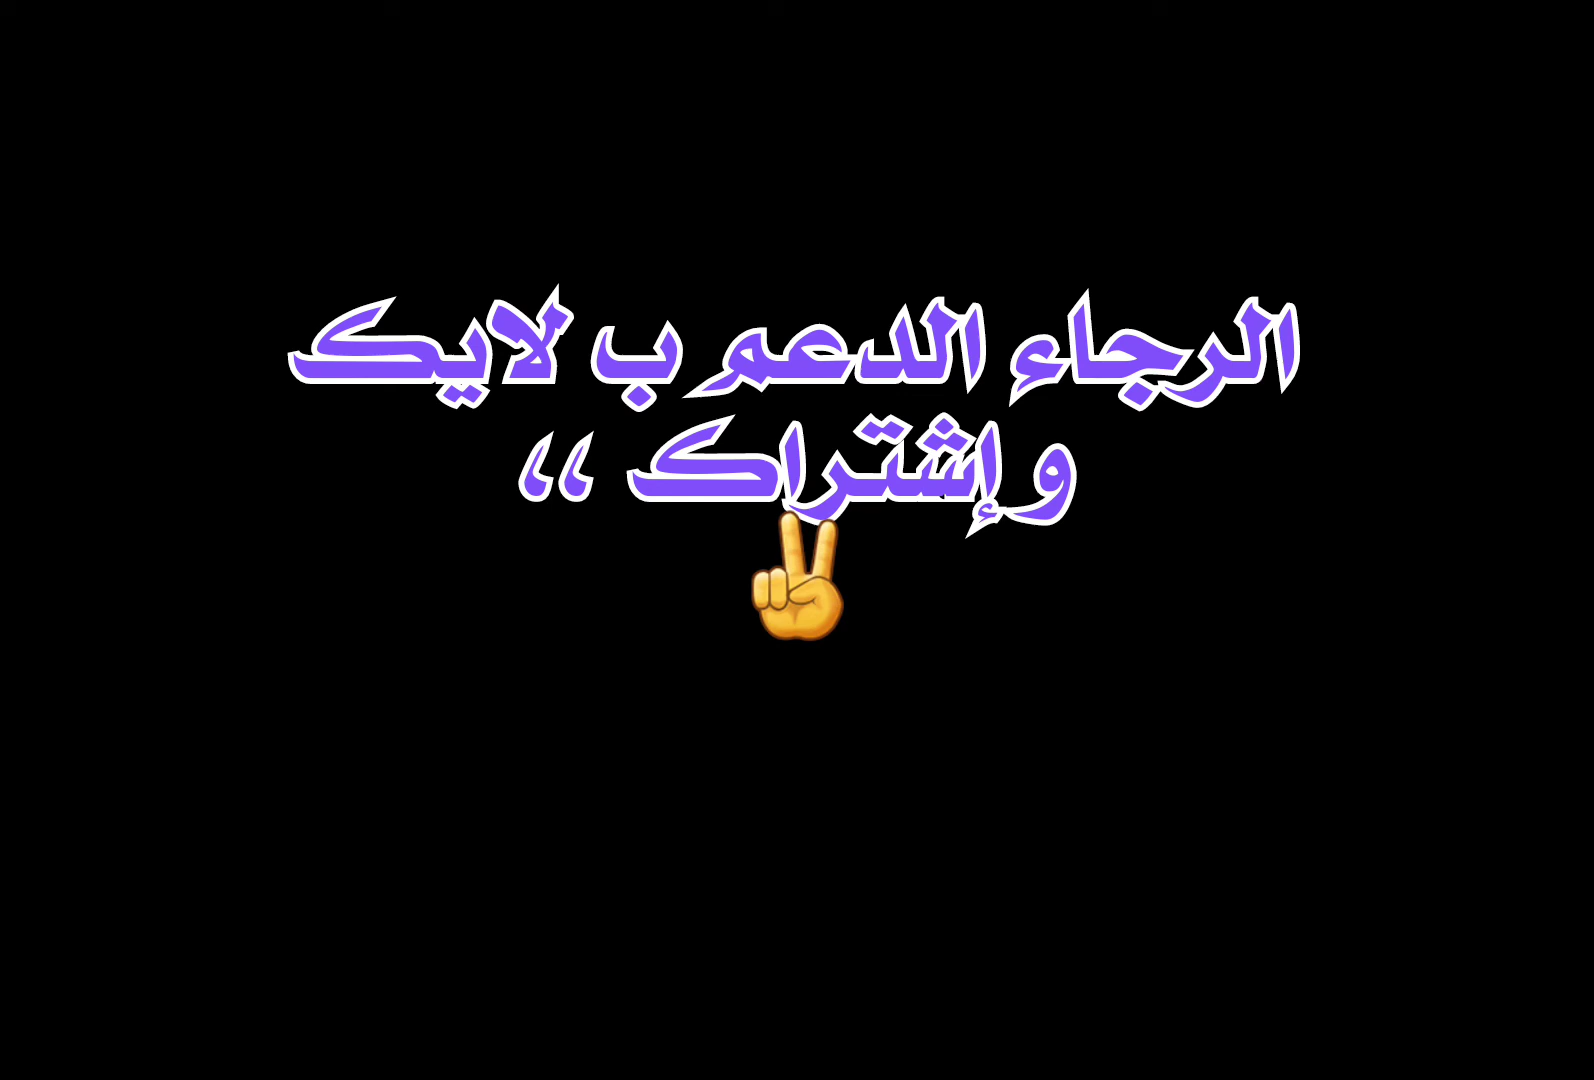 الرجاء الدعم ب لايك
وإشتراك ،،
✌️